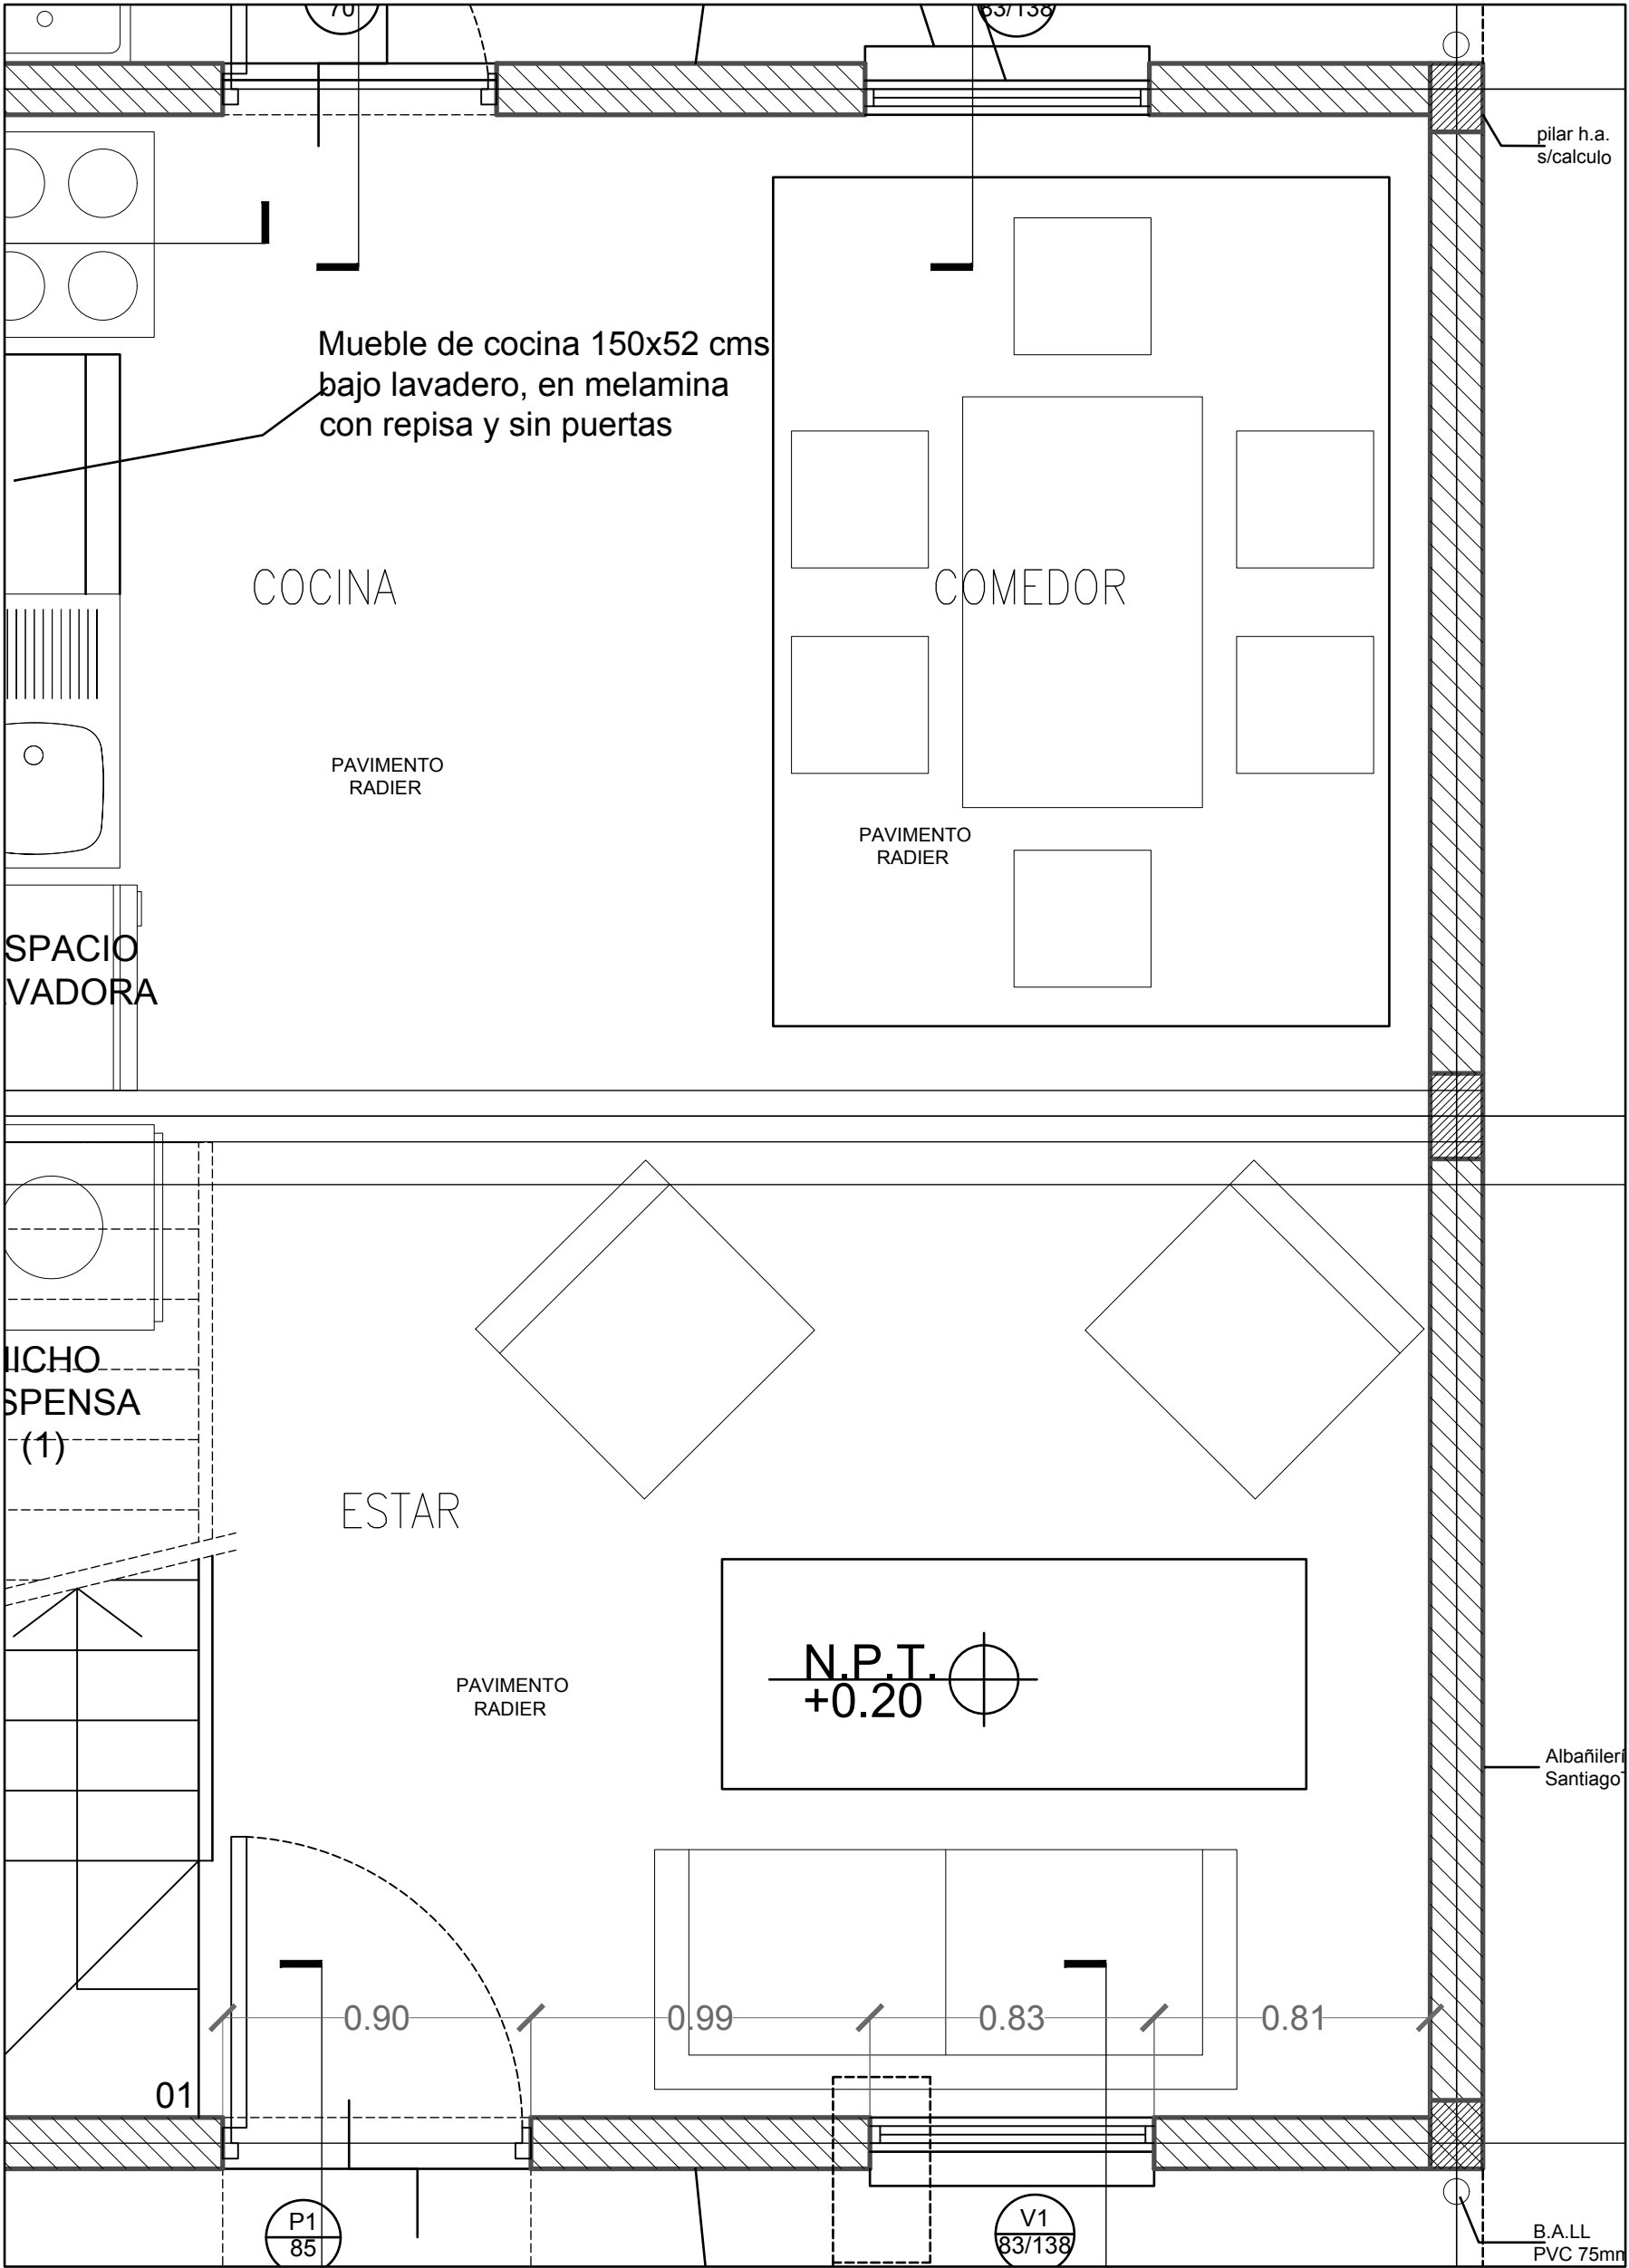 70
83/138
pilar h.a.
s/calculo
Mueble de cocina 150x52 cms
bajo lavadero, en melamina
con repisa y sin puertas
COCINA
COMEDOR
PAVIMENTO
RADIER
PAVIMENTO
RADIER
SPACIO
VADORA
ICHO
SPENSA
(1)
ESTAR
N.P.T.
+0.20
PAVIMENTO
RADIER
Albañilerí
Santiago
0.90
0.99
0.83
0.81
01
P1
85
V1
83/138
B.A.LL
PVC 75mm